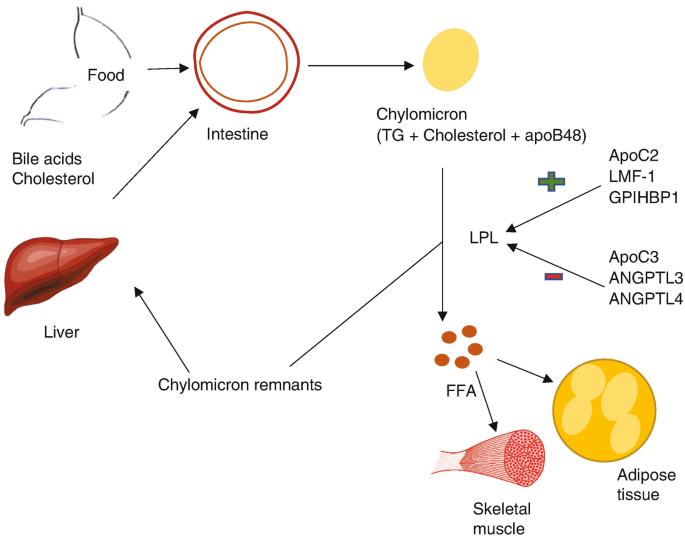 Food
Intestine
Bile acids
Cholesterol
Chylomicron
(TG + Cholesterol + apoB48)
ApoC2
LMF-1
GPIHBP1
LPL
ApoC3
ANGPTL3
ANGPTL4
Liver
Chylomicron remnants
FFA
Adipose
tissue
Skeletal
muscle